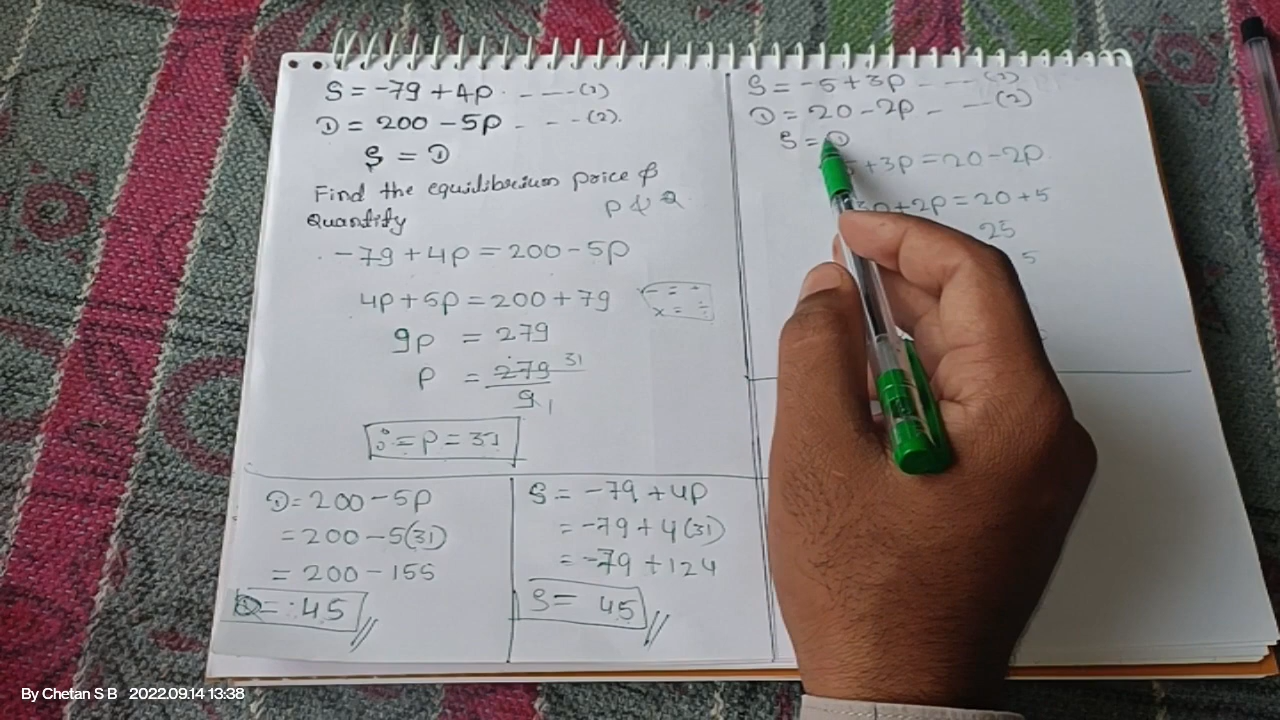 S = -79 + 4P . - - - - (1)
D = 200 - 5P - - - - (2).
S = D
Find the equilibrium price &
Quantity
P & Q
-79 + 4P = 200 - 5P
4P + 5P = 200 + 79
- = +
x = ÷
9P = 279
P = 279 31
9 1
∴ = P = 31
D = 200 - 5P
= 200 - 5(31)
= 200 - 155
= : 45
S = -79 + 4P
= -79 + 4(31)
= -79 + 124
S = 45
S = -5 + 3P - - - - (1)
D = 20 - 2P - - - (2)
S = D
5 + 3P = 20 - 2P
3P + 2P = 20 + 5
25
5
By Chetan S B 2022.09.14 13:38